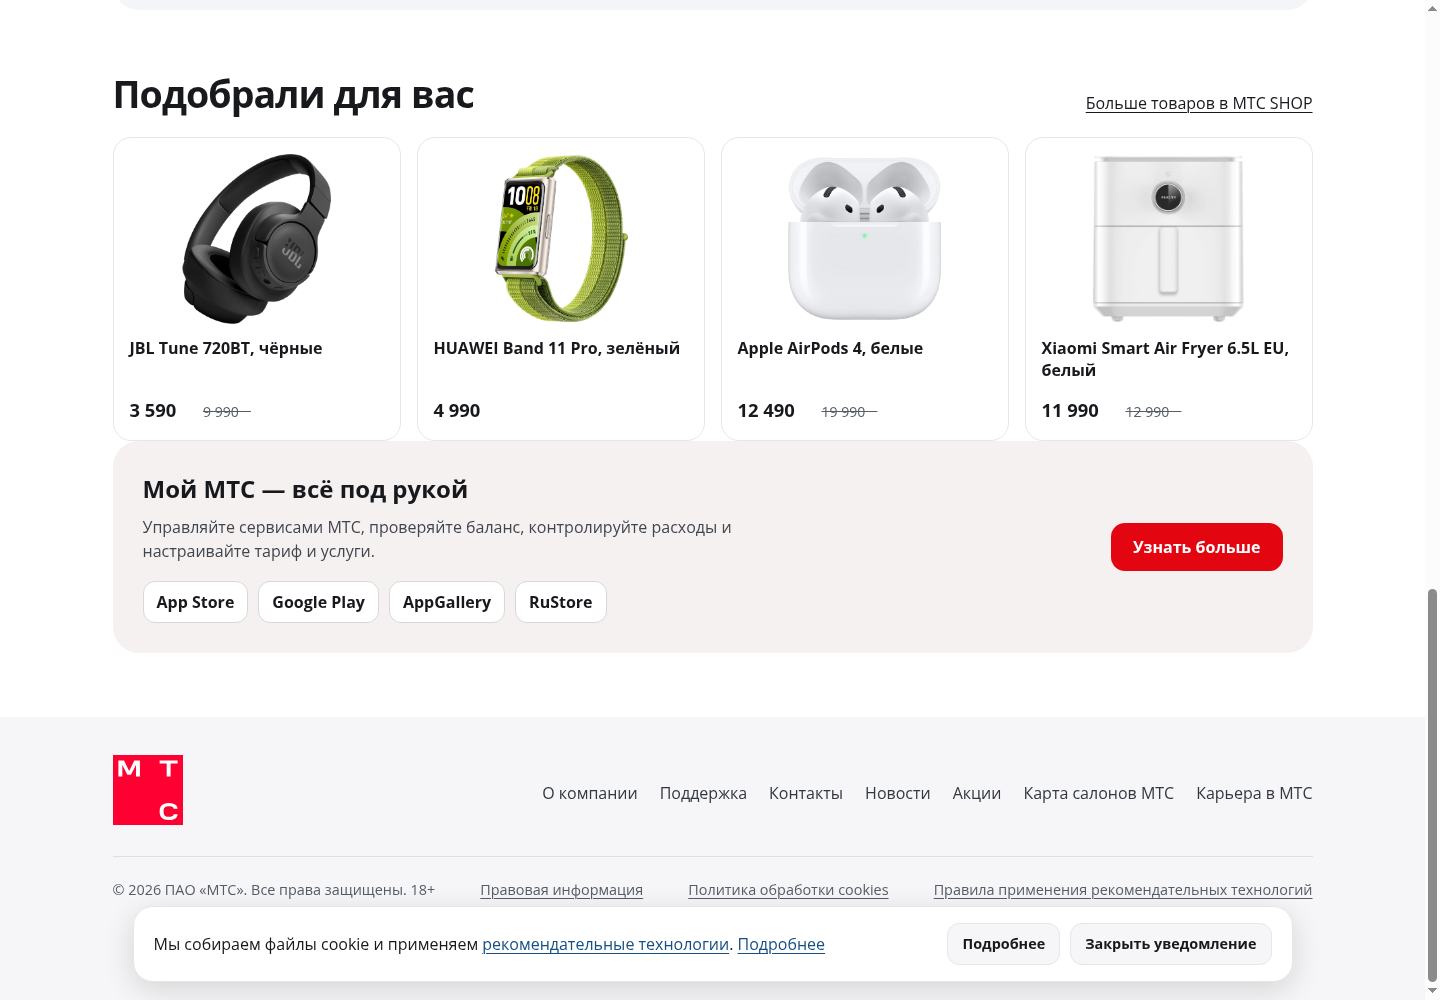 Подобрали для вас
Больше товаров в МТС SHOP
JBL
1008
JBL Tune 720BT, чёрные
HUAWEI Band 11 Pro, зелёный
Apple AirPods 4, белые
Xiaomi Smart Air Fryer 6.5L EU,
белый
3 590
9 990
4 990
12 490
19 990
11 990
12 990
Мой МТС — всё под рукой
Управляйте сервисами МТС, проверяйте баланс, контролируйте расходы и
настраивайте тариф и услуги.
Узнать больше
App Store
Google Play
AppGallery
RuStore
М Т
С
О компании
Поддержка
Контакты
Новости
Акции
Карта салонов МТС
Карьера в МТС
© 2026 ПАО «МТС». Все права защищены. 18+
Правовая информация
Политика обработки cookies
Правила применения рекомендательных технологий
Мы собираем файлы cookie и применяем рекомендательные технологии. Подробнее
Подробнее
Закрыть уведомление